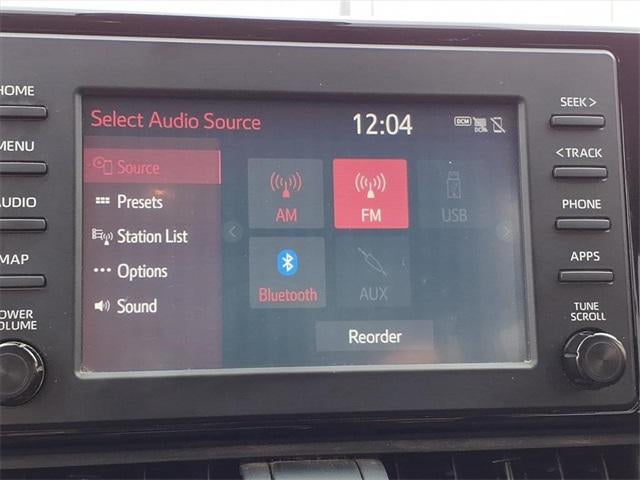 HOME
MENU
AUDIO
MAP
POWER
VOLUME
Select Audio Source
12:04
DCM
Source
Presets
Station List
Options
Sound
AM
FM
USB
Bluetooth
AUX
Reorder
SEEK >
< TRACK
PHONE
APPS
TUNE
SCROLL